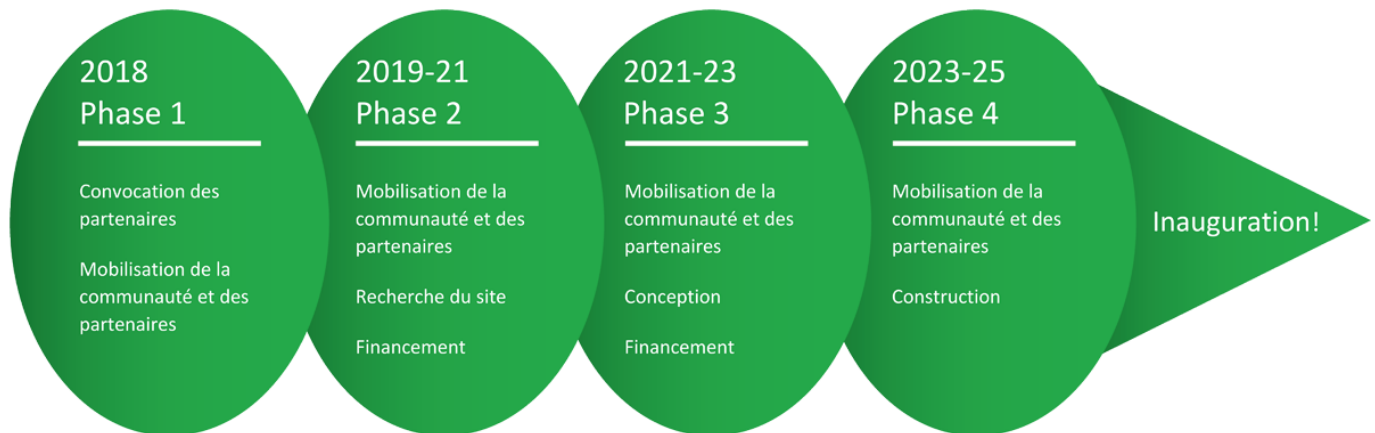 2018
Phase 1
Convocation des
partenaires
Mobilisation de la
communauté et des
partenaires
2019-21
Phase 2
Mobilisation de la
communauté et des
partenaires
Recherche du site
Financement
2021-23
Phase 3
Mobilisation de la
communauté et des
partenaires
Conception
Financement
2023-25
Phase 4
Mobilisation de la
communauté et des
partenaires
Construction
Inauguration!